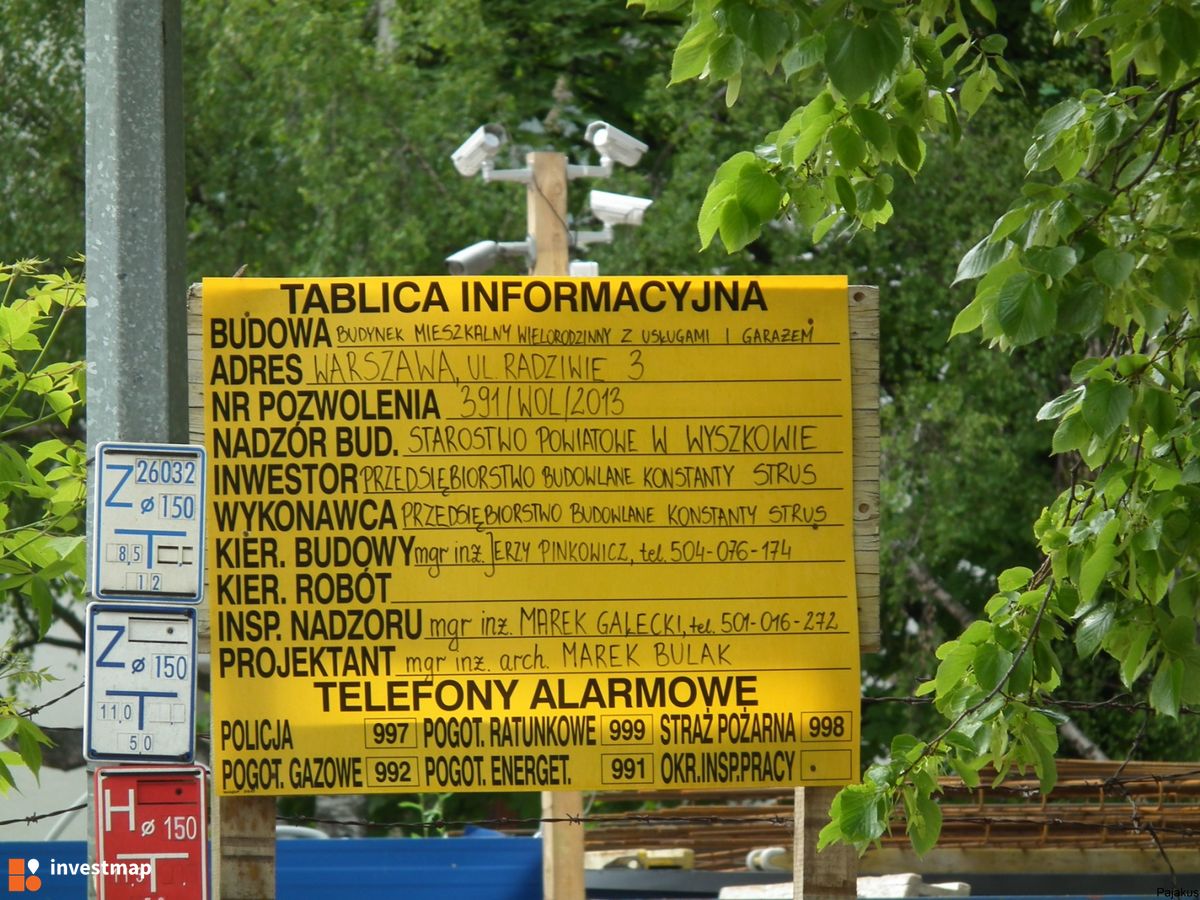 TABLICA INFORMACYJNA
BUDOWA BUDYNEK MIESZKALNY WIELORODZINNY Z USŁUGAMI I GARAŻEM
ADRES WARSZAWA, UL RADZIWIE 3
NR POZWOLENIA 391/WOL/2013
NADZÓR BUD. STAROSTWO POWIATOWE W WYSZKOWIE
INWESTOR PRZEDSIĘBIORSTWO BUDOWLANE KONSTANTY STRUS
WYKONAWCA PRZEDSIĘBIORSTWO BUDOWLANE KONSTANTY STRUS
KIER. BUDOWY mgr inż. JERZY PINKOWICZ, tel. 504-076-174
KIER. ROBÓT
INSP. NADZORU mgr inż. MAREK GAŁECKI, tel. 501-016-272
PROJEKTANT mgr inż. arch. MAREK BULAK
TELEFONY ALARMOWE
POLICJA 997 POGOT. RATUNKOWE 999 STRAŻ POŻARNA 998
POGOT. GAZOWE 992 POGOT. ENERGET. 991 OKR.INSP.PRACY
Z 26032
ø 150
8,5
12
Z ø 150
11,0
5,0
H ø 150
investmap
Pajakus